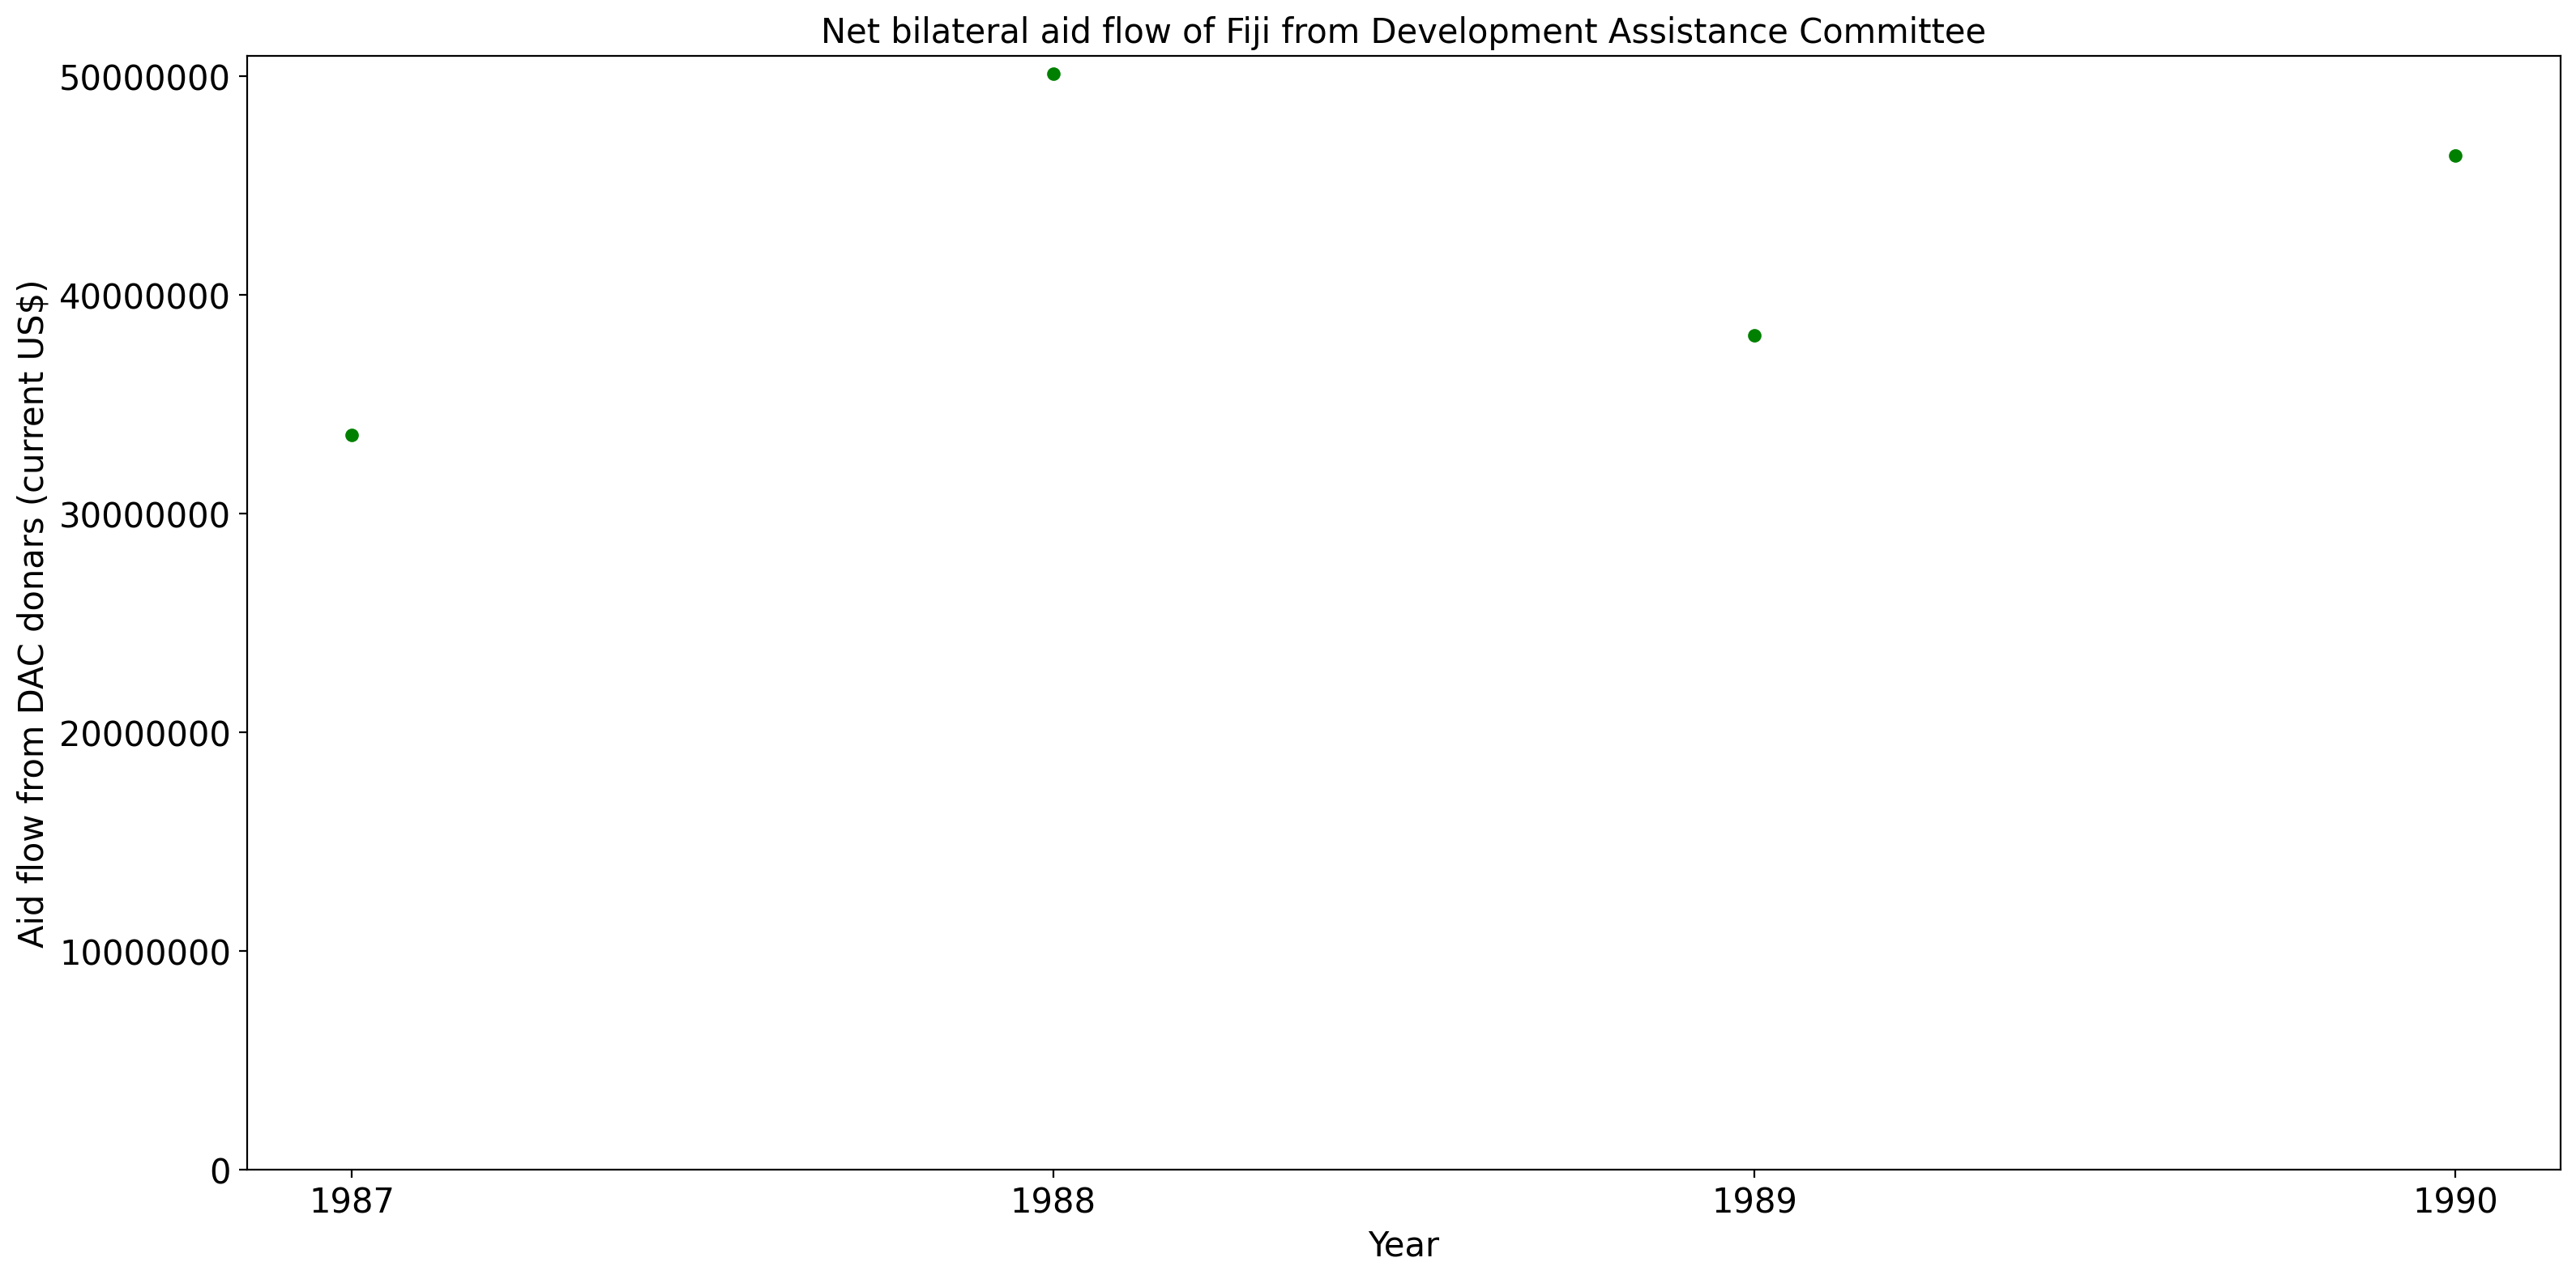 Net bilateral aid flow of Fiji from Development Assistance Committee
Aid flow from DAC donars (current US$)
50000000
40000000
30000000
20000000
10000000
0
1987 1988 1989 1990
Year